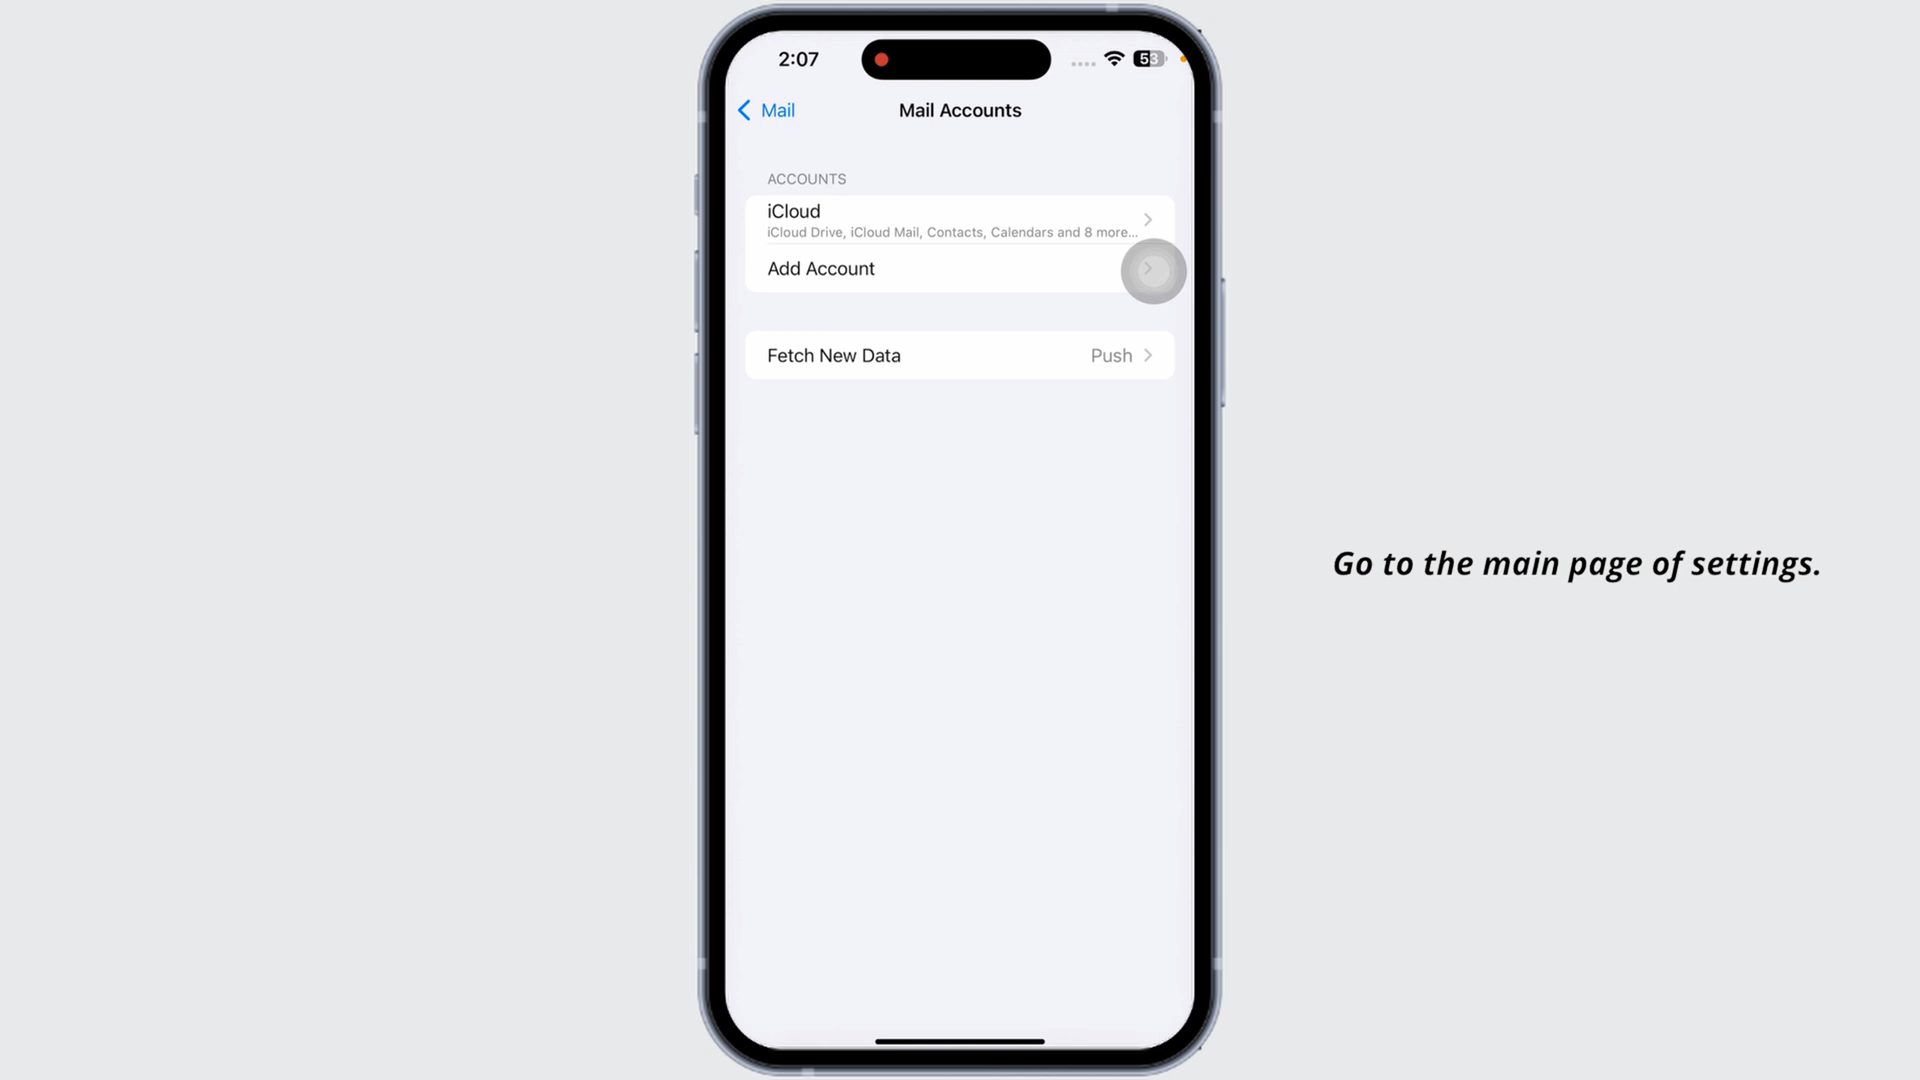 2:07
53
Mail
Mail Accounts
ACCOUNTS
iCloud
iCloud Drive, iCloud Mail, Contacts, Calendars and 8 more...
Add Account
Fetch New Data
Push
Go to the main page of settings.